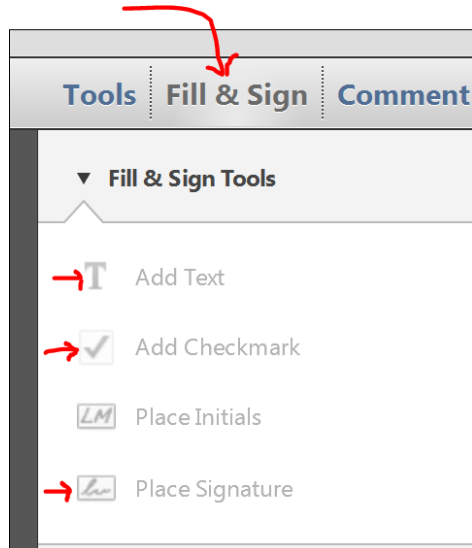 Tools Fill & Sign Comment
Fill & Sign Tools
T Add Text
Add Checkmark
LM Place Initials
Place Signature